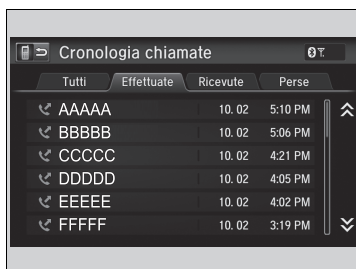 Cronologia chiamate
Tutti Effettuate Ricevute Perse
AAAAA 10. 02 5:10 PM
BBBBB 10. 02 5:06 PM
CCCCC 10. 02 4:21 PM
DDDDD 10. 02 4:05 PM
EEEEE 10. 02 4:02 PM
FFFFF 10. 02 3:19 PM